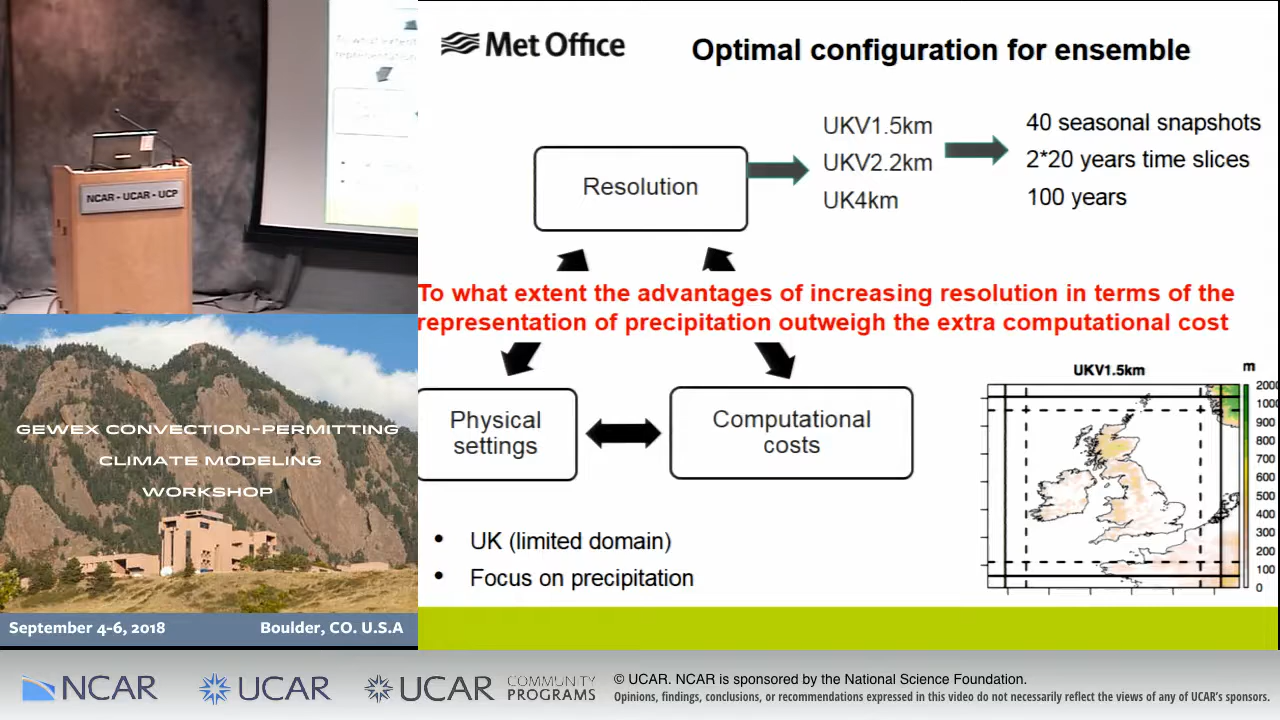 To what extent
NCAR - UCAR - UCP
GEWEX CONVECTION-PERMITTING
CLIMATE MODELING
WORKSHOP
September 4-6, 2018
Boulder, CO. U.S.A
Met Office
Optimal configuration for ensemble
Resolution
UKV1.5km
UKV2.2km
UK4km
40 seasonal snapshots
2*20 years time slices
100 years
To what extent the advantages of increasing resolution in terms of the
representation of precipitation outweigh the extra computational cost
Physical
settings
Computational
costs
• UK (limited domain)
• Focus on precipitation
UKV1.5km
m
2000
1000
900
800
700
600
500
400
300
200
100
0
NCAR
UCAR
UCAR
COMMUNITY
PROGRAMS
© UCAR. NCAR is sponsored by the National Science Foundation.
Opinions, findings, conclusions, or recommendations expressed in this video do not necessarily reflect the views of any of UCAR's sponsors.